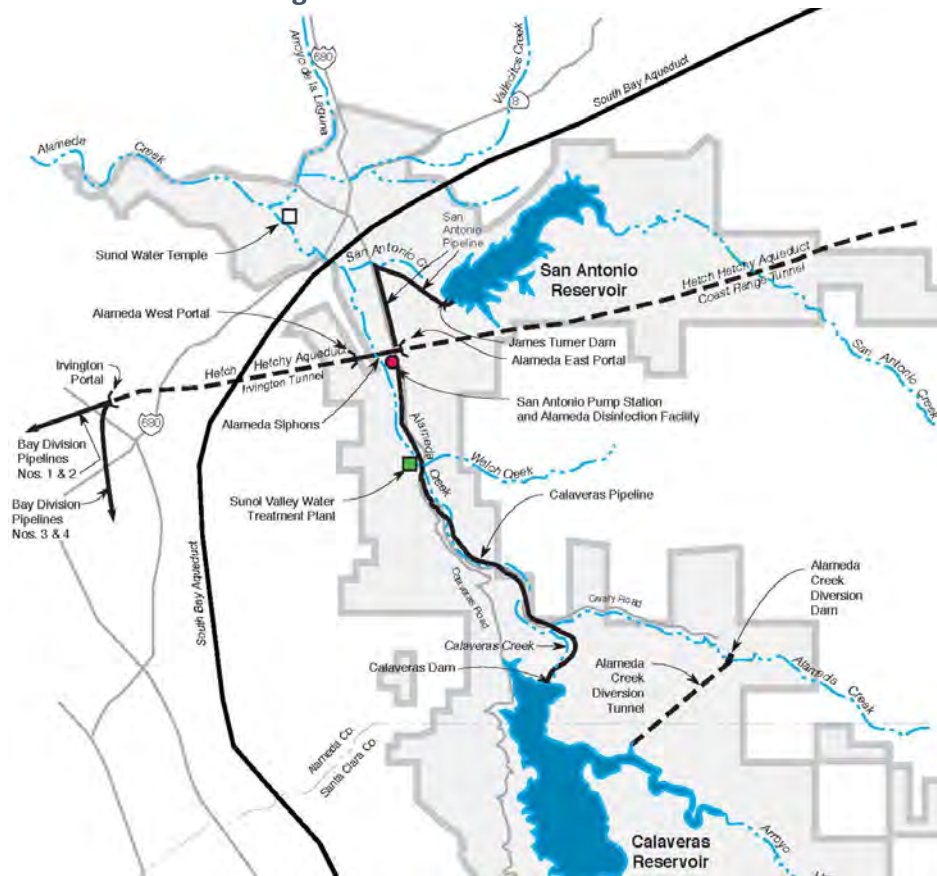 680
Arroyo de la Laguna
Vallecitos Creek
South Bay Aqueduct
Alameda
Creek
San
Antonio
Pipeline
Sunol Water Temple
San Antonio Cr.
San Antonio
Reservoir
Hetch Hetchy Aqueduct
Coast Range Tunnel
Alameda West Portal
James Turner Dam
Alameda East Portal
San Antonio Creek
Irvington
Portal
Hetch Hetchy Aqueduct
Irvington Tunnel
680
Alameda Siphons
San Antonio Pump Station
and Alameda Disinfection Facility
Bay Division
Pipelines
Nos. 1 & 2
Alameda Creek
Welch Creek
Sunol Valley Water
Treatment Plant
Calaveras Pipeline
Bay Division
Pipelines
Nos. 3 & 4
South Bay Aqueduct
Calaveras Road
Geary Road
Alameda
Creek
Diversion
Dam
Calaveras Creek
Calaveras Dam
Alameda
Creek
Diversion
Tunnel
Alameda Creek
Alameda Co.
Santa Clara Co.
Calaveras
Reservoir
Arroyo